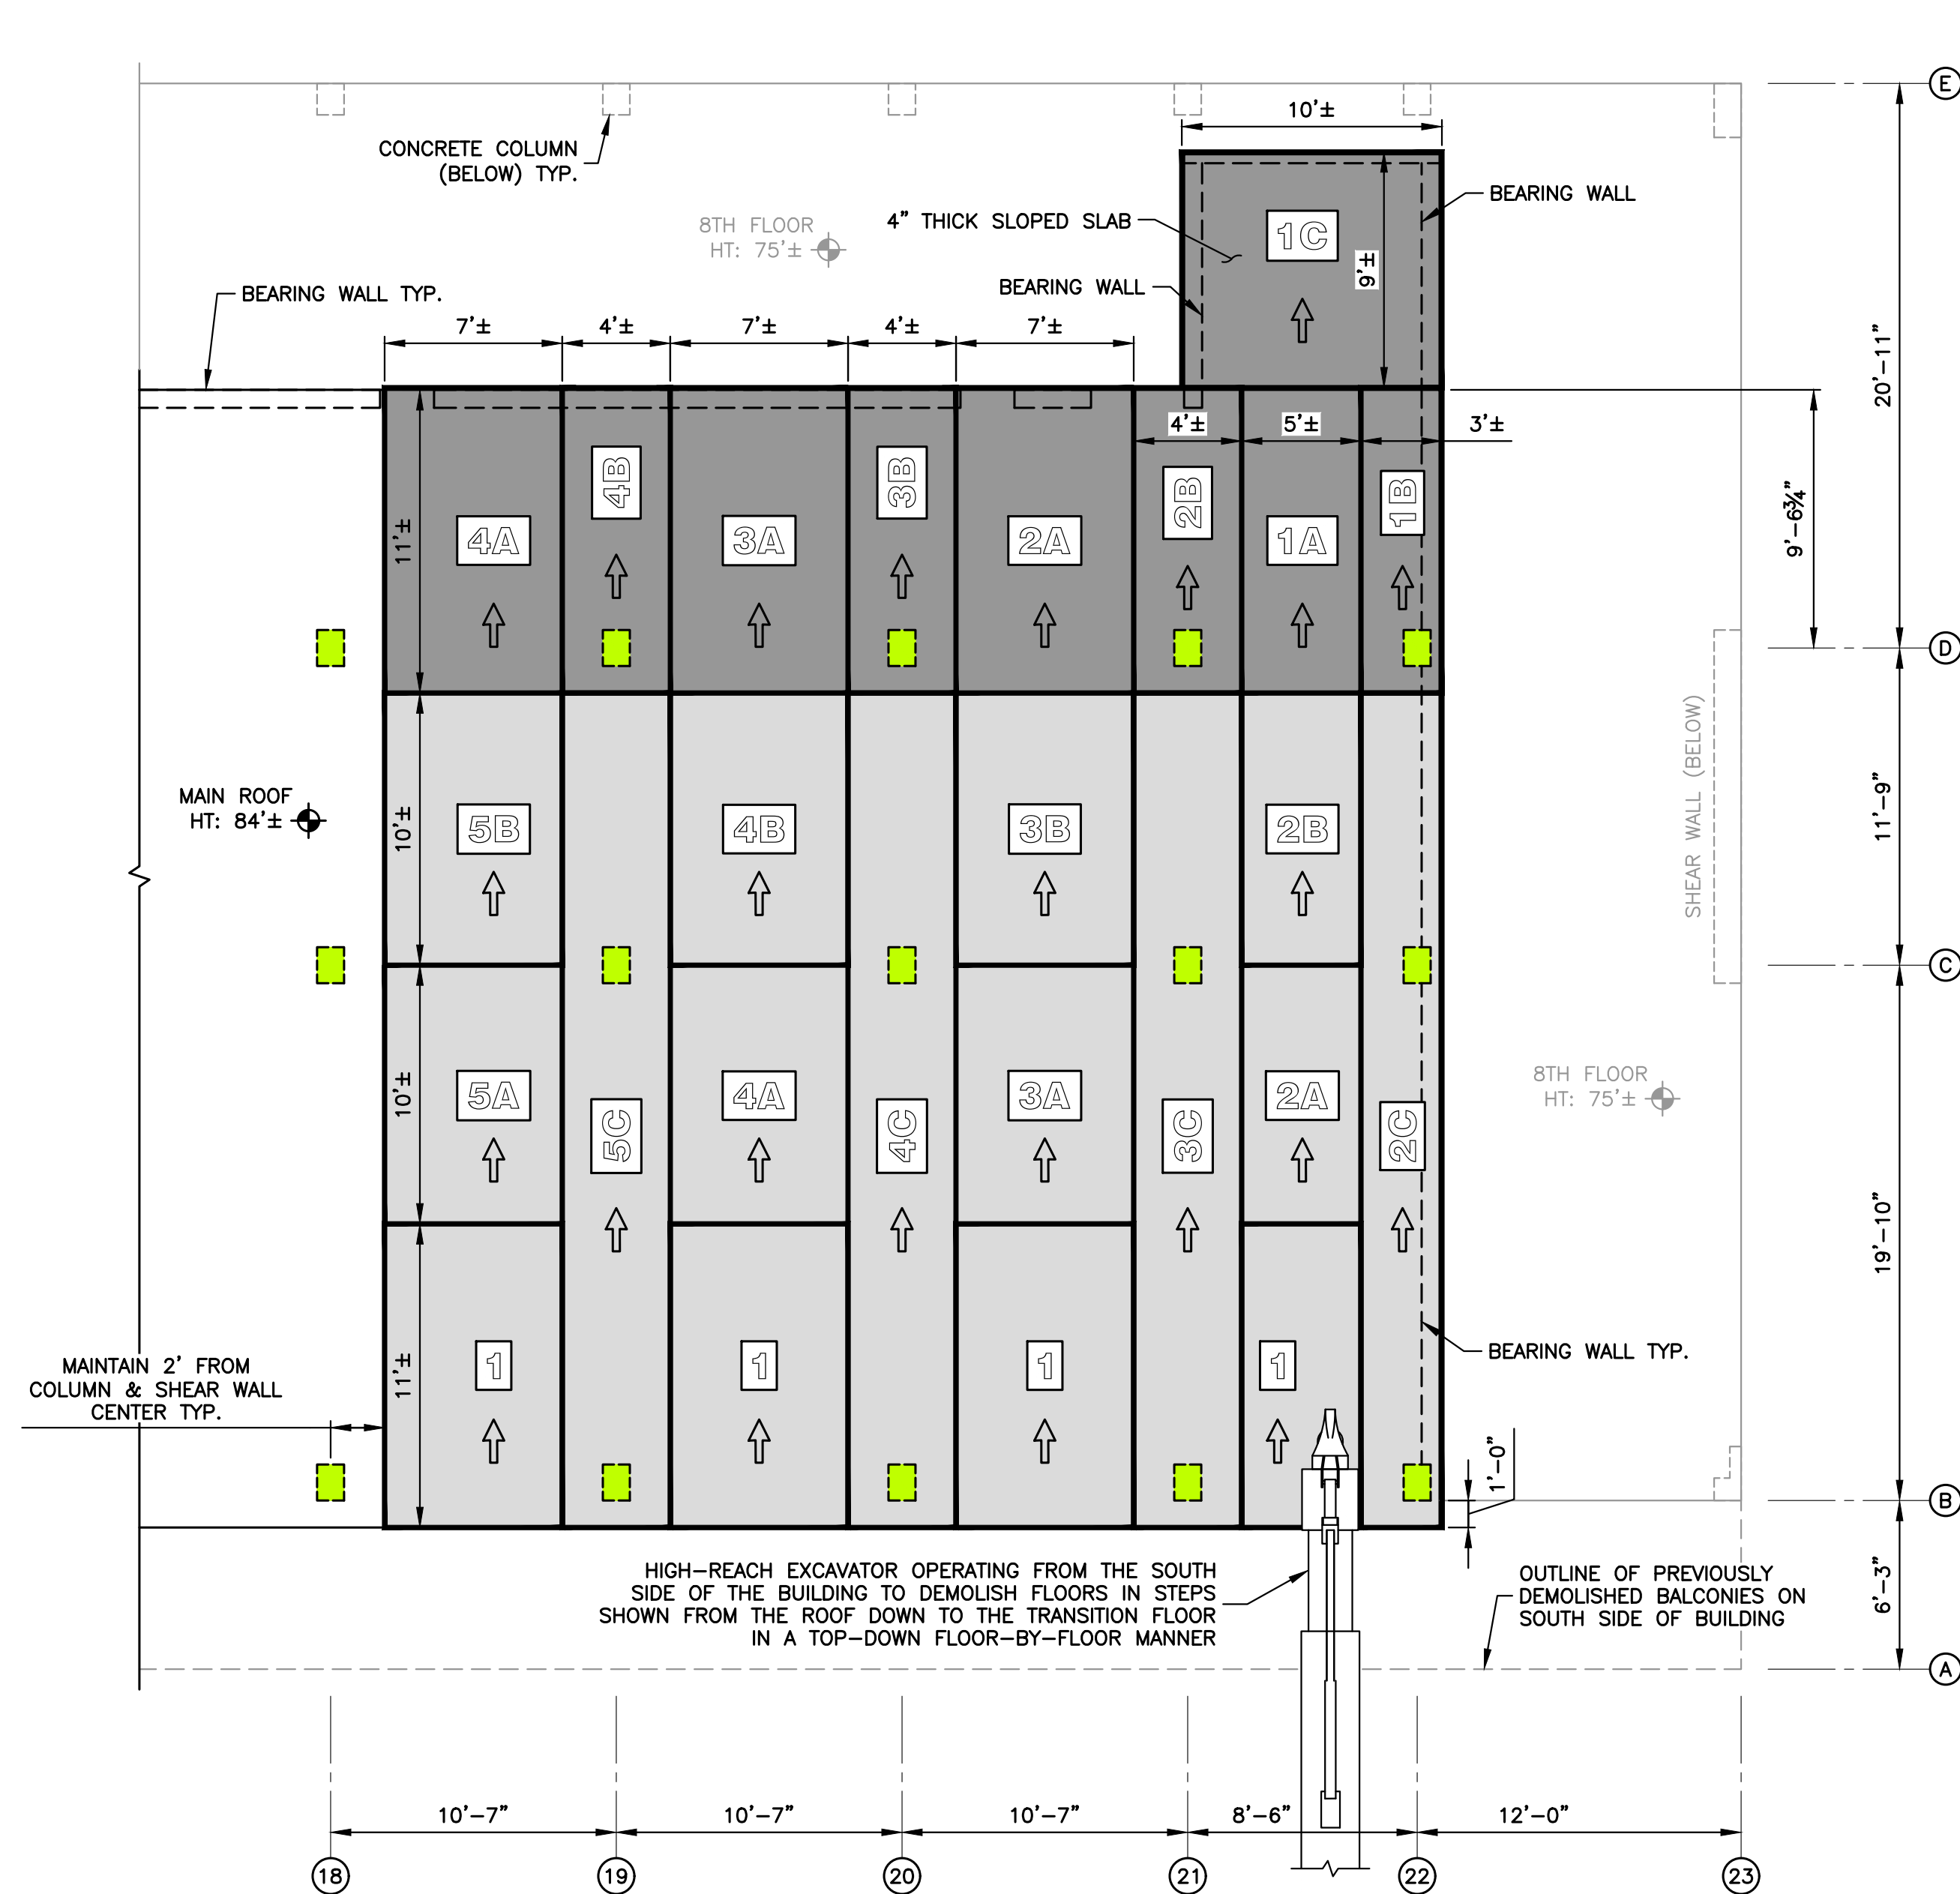 E
10'±
CONCRETE COLUMN
(BELOW) TYP.
BEARING WALL
1C
4" THICK SLOPED SLAB
8TH FLOOR
HT: 75'±
9'±
BEARING WALL
BEARING WALL TYP.
7'±
4'±
7'±
4'±
7'±
20'-11"
4'±
5'±
3'±
4B
3B
2B
1B
9'-6¾"
11'±
4A
3A
2A
1A
D
SHEAR WALL (BELOW)
MAIN ROOF
HT: 84'±
10'±
5B
4B
3B
2B
11'-9"
C
8TH FLOOR
HT: 75'±
10'±
5A
4A
3A
2A
5C
4C
3C
2C
19'-10"
MAINTAIN 2' FROM
COLUMN & SHEAR WALL
CENTER TYP.
11'±
1
1
1
1
BEARING WALL TYP.
1'-0"
B
HIGH-REACH EXCAVATOR OPERATING FROM THE SOUTH
SIDE OF THE BUILDING TO DEMOLISH FLOORS IN STEPS
SHOWN FROM THE ROOF DOWN TO THE TRANSITION FLOOR
IN A TOP-DOWN FLOOR-BY-FLOOR MANNER
OUTLINE OF PREVIOUSLY
DEMOLISHED BALCONIES ON
SOUTH SIDE OF BUILDING
6'-3"
A
10'-7"
10'-7"
10'-7"
8'-6"
12'-0"
18
19
20
21
22
23